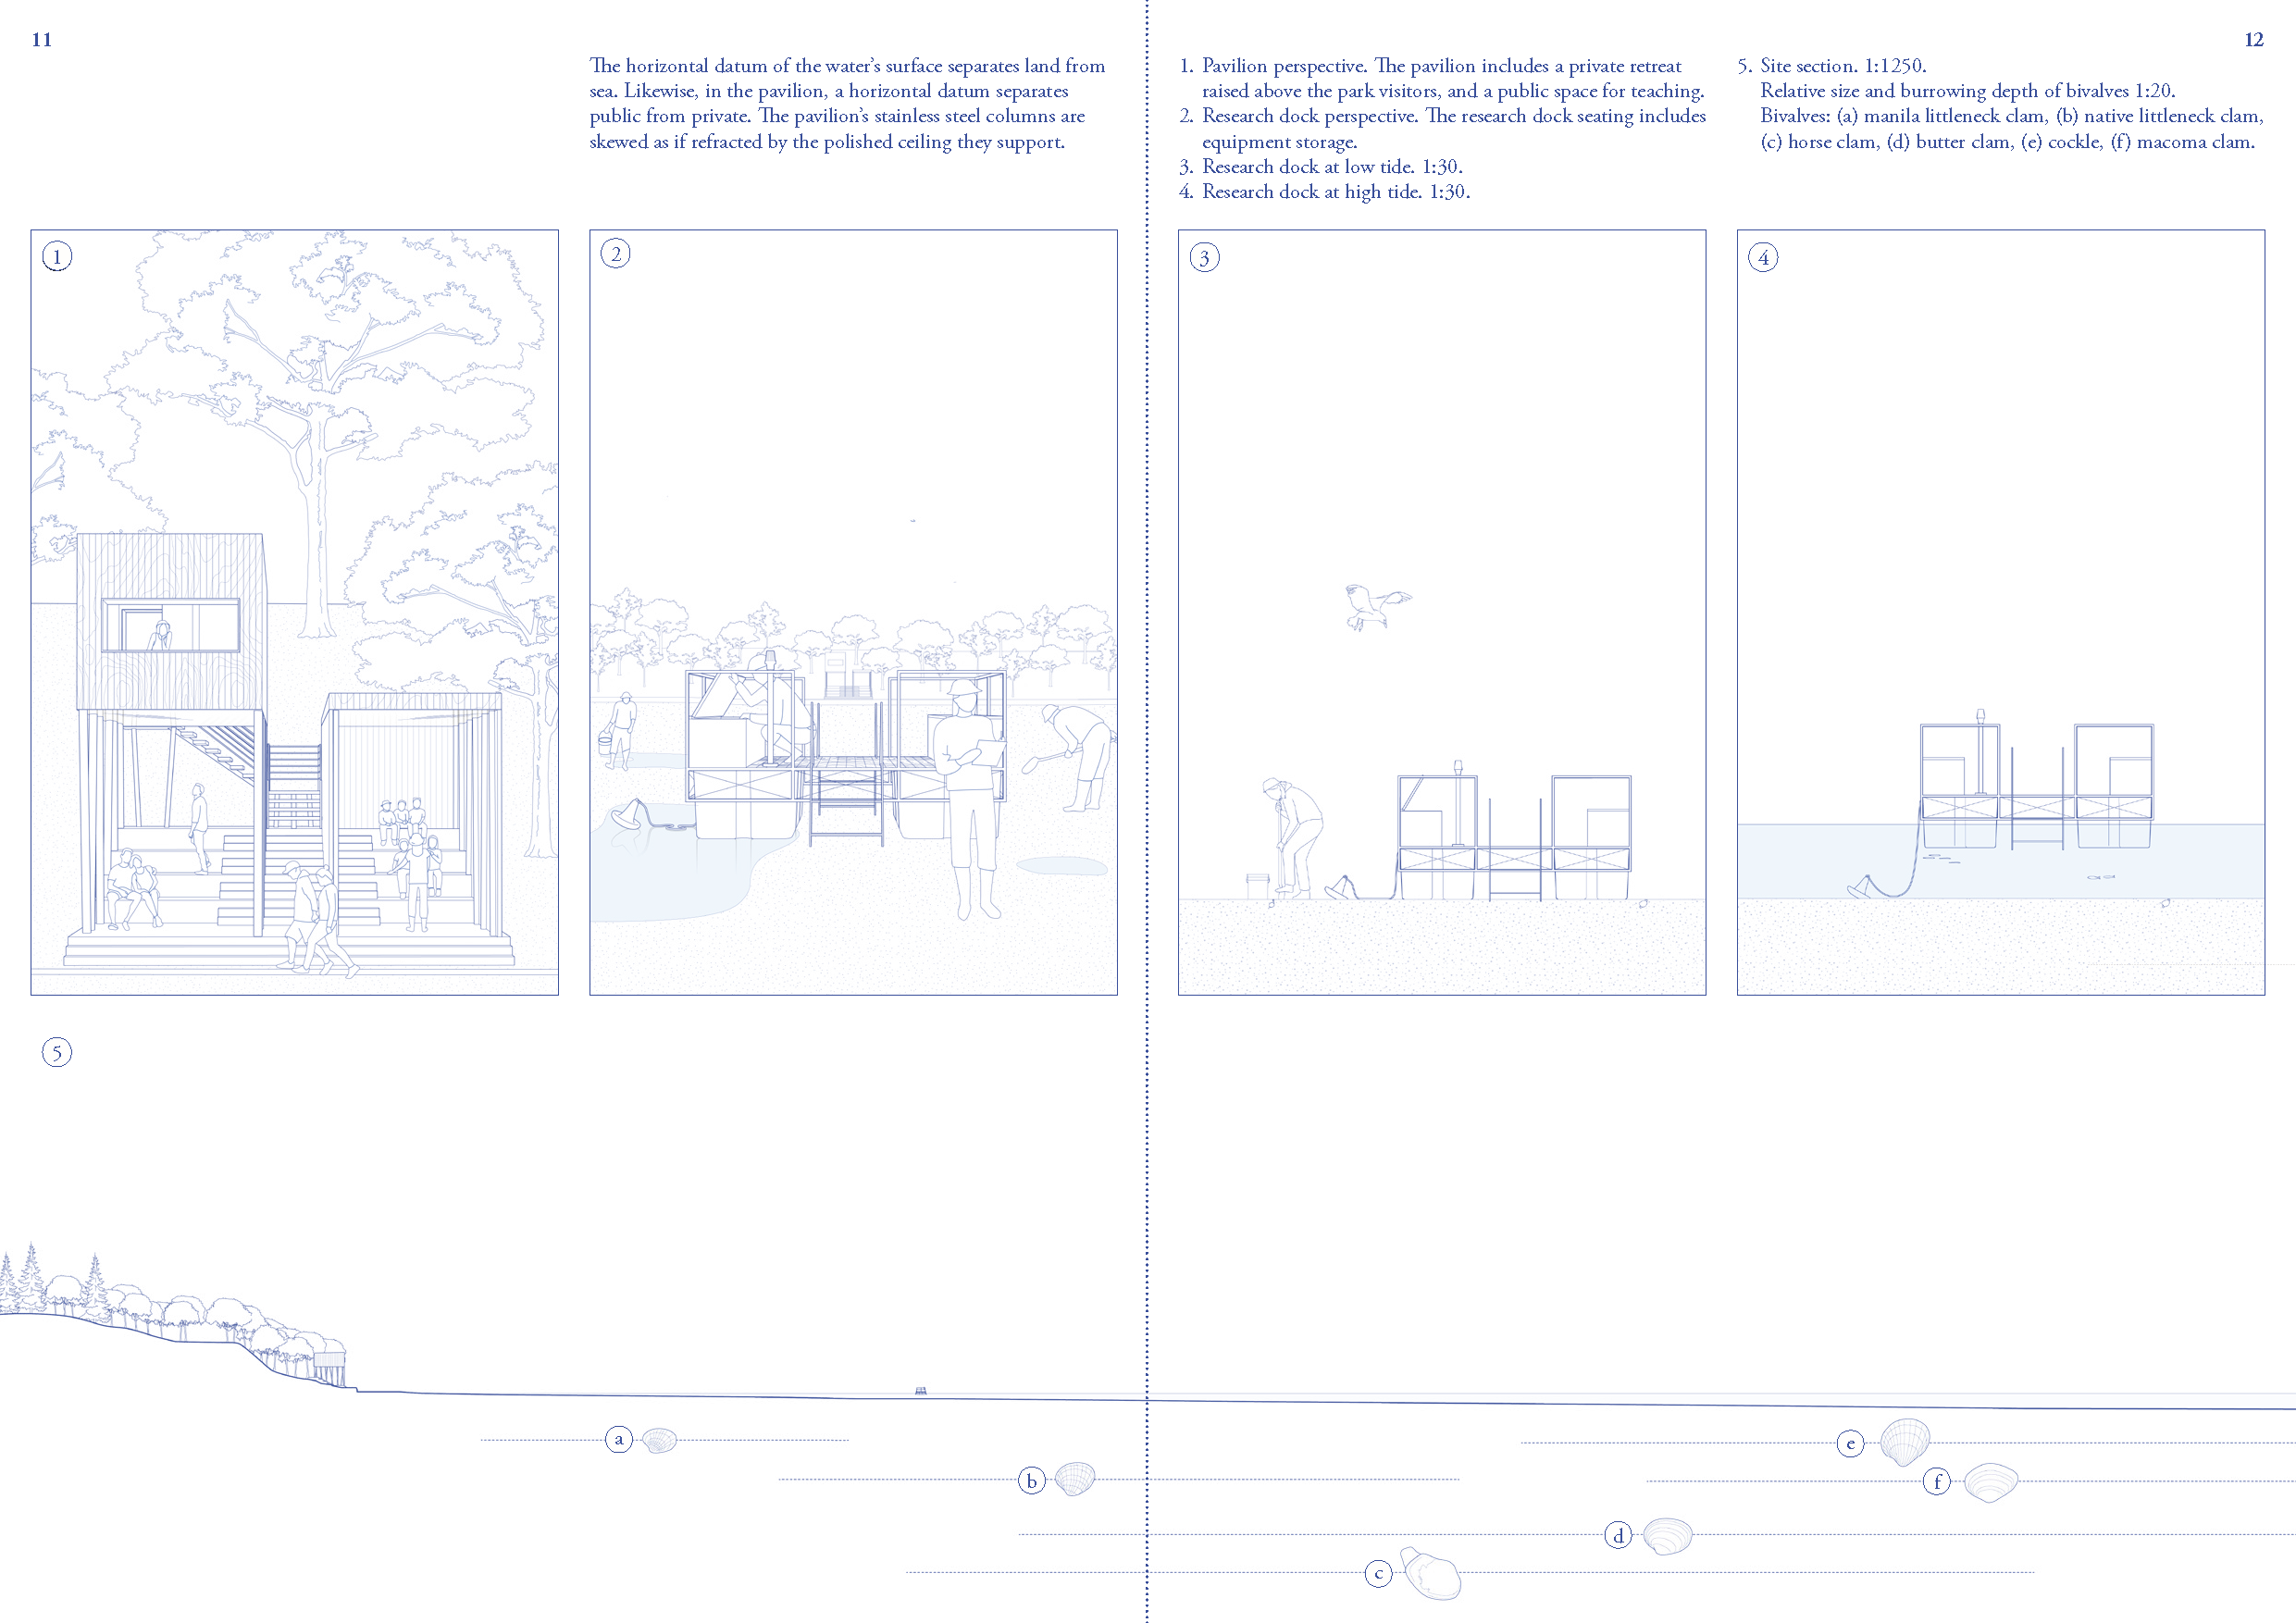 11
The horizontal datum of the water’s surface separates land from
sea. Likewise, in the pavilion, a horizontal datum separates
public from private. The pavilion’s stainless steel columns are
skewed as if refracted by the polished ceiling they support.
12
1. Pavilion perspective. The pavilion includes a private retreat
raised above the park visitors, and a public space for teaching.
2. Research dock perspective. The research dock seating includes
equipment storage.
3. Research dock at low tide. 1:30.
4. Research dock at high tide. 1:30.
5. Site section. 1:1250.
Relative size and burrowing depth of bivalves 1:20.
Bivalves: (a) manila littleneck clam, (b) native littleneck clam,
(c) horse clam, (d) butter clam, (e) cockle, (f) macoma clam.
1
2
3
4
5
a
b
e
f
d
c